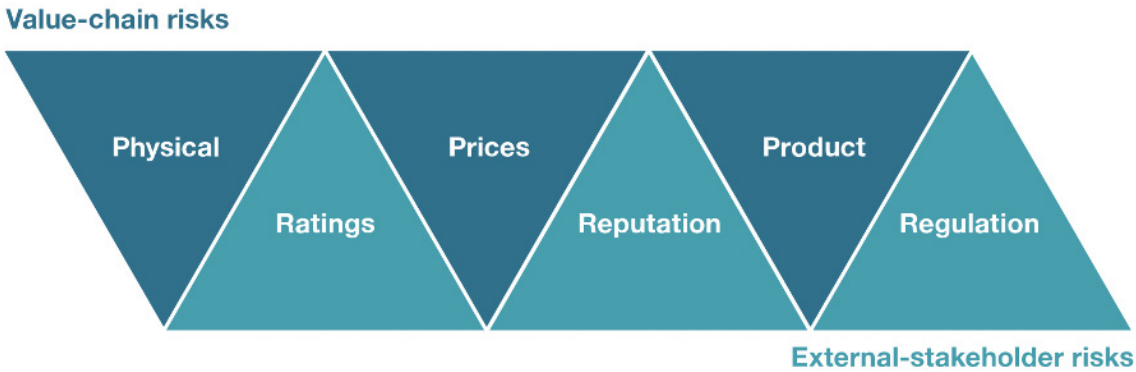 Value-chain risks
Physical
Prices
Product
Ratings
Reputation
Regulation
External-stakeholder risks